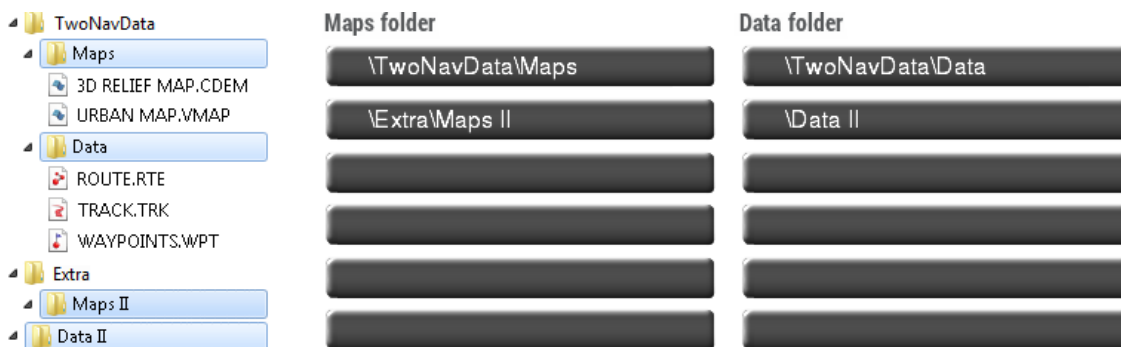 TwoNavData
Maps
3D RELIEF MAP.CDEM
URBAN MAP.VMAP
Data
ROUTE.RTE
TRACK.TRK
WAYPOINTS.WPT
Extra
Maps II
Data II
Maps folder
\TwoNavData\Maps
\Extra\Maps II
Data folder
\TwoNavData\Data
\Data II